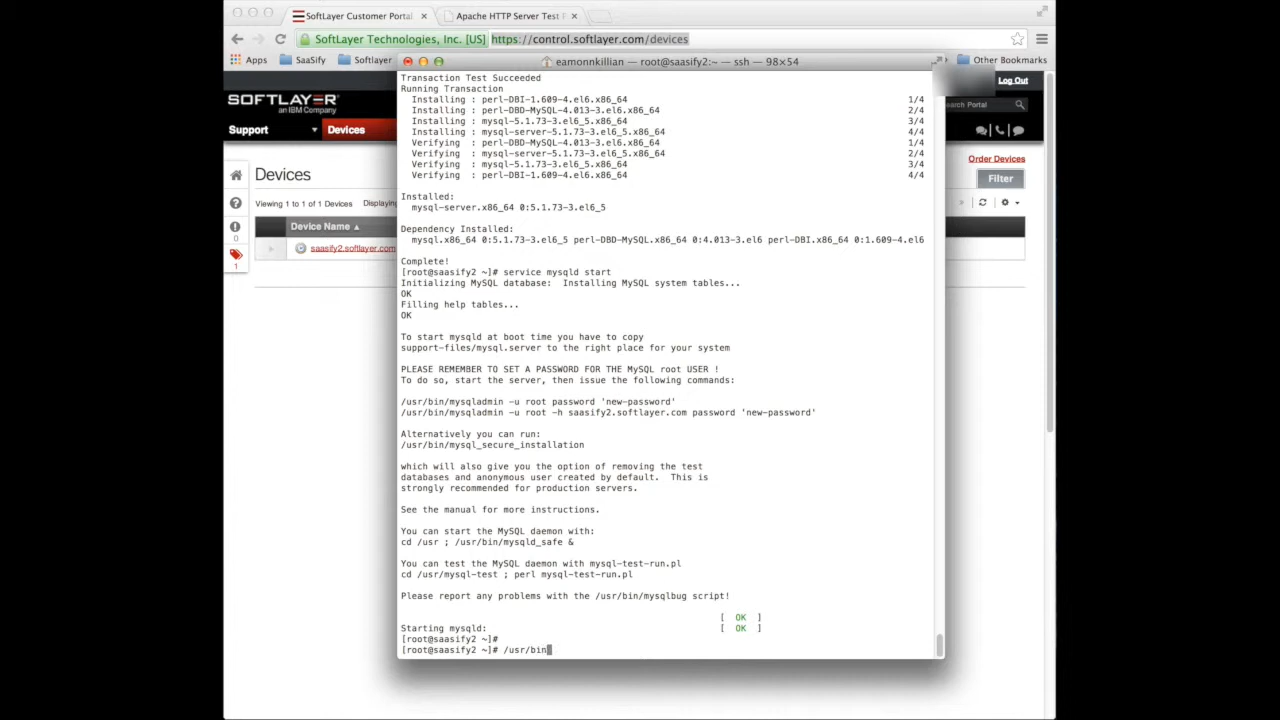 SoftLayer Customer Portal
Apache HTTP Server Test
SoftLayer Technologies, Inc. [US]
https://control.softlayer.com/devices
Apps
SaaSify
Softlayer
Other Bookmarks
eamonnkillian — root@saasify2:~ — ssh — 98×54
SOFTLAYER
an IBM Company
Log Out
earch Portal
Support
Devices
Order Devices
Devices
Filter
Viewing 1 to 1 of 1 Devices
Displaying
Device Name
saasify2.softlayer.com
0
1
Transaction Test Succeeded
Running Transaction
Installing : perl-DBI-1.609-4.el6.x86_64 1/4
Installing : perl-DBD-MySQL-4.013-3.el6.x86_64 2/4
Installing : mysql-5.1.73-3.el6_5.x86_64 3/4
Installing : mysql-server-5.1.73-3.el6_5.x86_64 4/4
Verifying : perl-DBD-MySQL-4.013-3.el6.x86_64 1/4
Verifying : mysql-server-5.1.73-3.el6_5.x86_64 2/4
Verifying : mysql-5.1.73-3.el6_5.x86_64 3/4
Verifying : perl-DBI-1.609-4.el6.x86_64 4/4
Installed:
mysql-server.x86_64 0:5.1.73-3.el6_5
Dependency Installed:
mysql.x86_64 0:5.1.73-3.el6_5 perl-DBD-MySQL.x86_64 0:4.013-3.el6 perl-DBI.x86_64 0:1.609-4.el6
Complete!
[root@saasify2 ~]# service mysqld start
Initializing MySQL database: Installing MySQL system tables...
OK
Filling help tables...
OK
To start mysqld at boot time you have to copy
support-files/mysql.server to the right place for your system
PLEASE REMEMBER TO SET A PASSWORD FOR THE MySQL root USER !
To do so, start the server, then issue the following commands:
/usr/bin/mysqladmin -u root password 'new-password'
/usr/bin/mysqladmin -u root -h saasify2.softlayer.com password 'new-password'
Alternatively you can run:
/usr/bin/mysql_secure_installation
which will also give you the option of removing the test
databases and anonymous user created by default. This is
strongly recommended for production servers.
See the manual for more instructions.
You can start the MySQL daemon with:
cd /usr ; /usr/bin/mysqld_safe &
You can test the MySQL daemon with mysql-test-run.pl
cd /usr/mysql-test ; perl mysql-test-run.pl
Please report any problems with the /usr/bin/mysqlbug script!
[ OK ]
Starting mysqld: [ OK ]
[root@saasify2 ~]#
[root@saasify2 ~]# /usr/bin